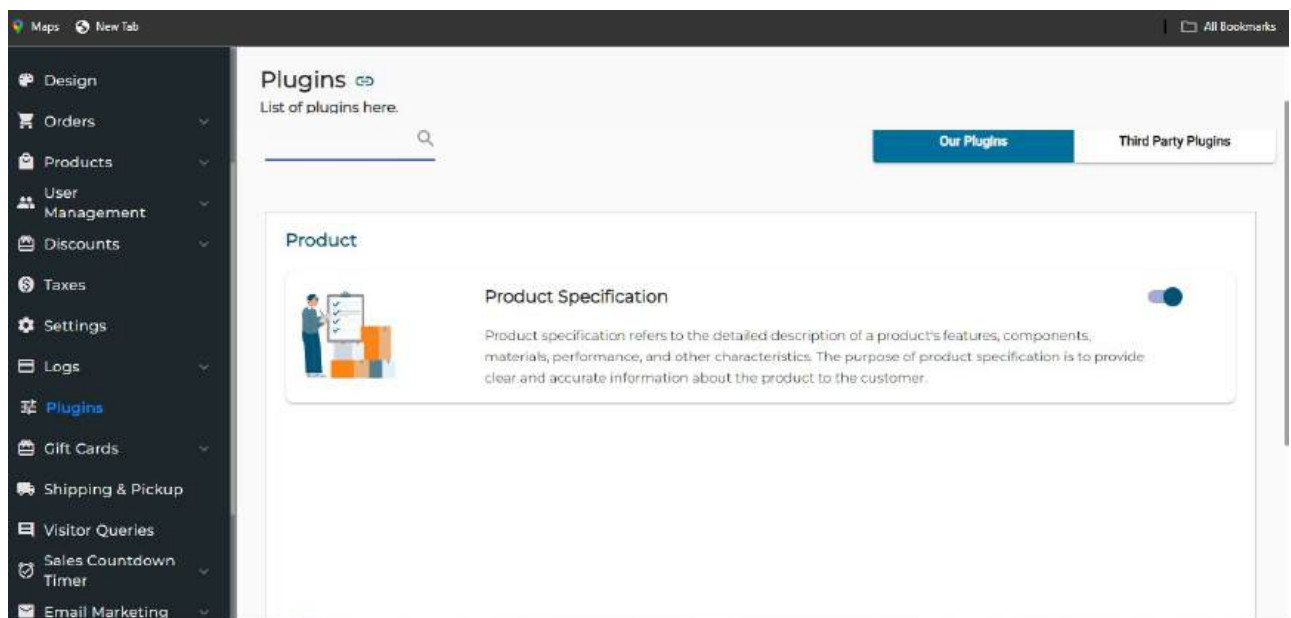 Maps New Tab All Bookmarks
Design
Orders
Products
User
Management
Discounts
Taxes
Settings
Logs
Plugins
Gift Cards
Shipping & Pickup
Visitor Queries
Sales Countdown
Timer
Email Marketing
Plugins
List of plugins here.
Our Plugins Third Party Plugins
Product
Product Specification
Product specification refers to the detailed description of a product's features, components,
materials, performance, and other characteristics. The purpose of product specification is to provide
clear and accurate information about the product to the customer.